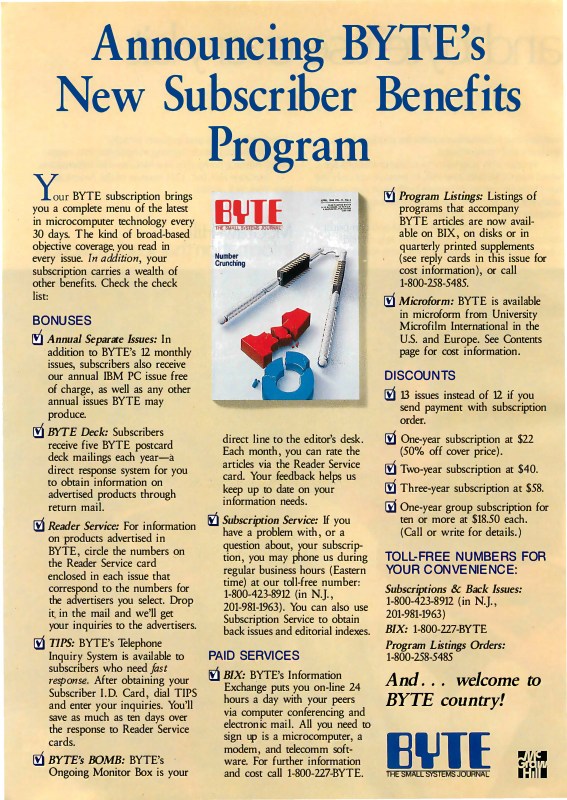 Announcing BYTE's
New Subscriber Benefits
Program
Your BYTE subscription brings
you a complete menu of the latest
in microcomputer technology every
30 days. The kind of broad-based
objective coverage you read in
every issue. In addition, your
subscription carries a wealth of
other benefits. Check the check
list:
BONUSES
Annual Separate Issues: In
addition to BYTE's 12 monthly
issues, subscribers also receive
our annual IBM PC issue free
of charge, as well as any other
annual issues BYTE may
produce.
BYTE Deck: Subscribers
receive five BYTE postcard
deck mailings each year—a
direct response system for you
to obtain information on
advertised products through
return mail.
Reader Service: For information
on products advertised in
BYTE, circle the numbers on
the Reader Service card
enclosed in each issue that
correspond to the numbers for
the advertisers you select. Drop
it in the mail and we'll get
your inquiries to the advertisers.
TIPS: BYTE's Telephone
Inquiry System is available to
subscribers who need fast
response. After obtaining your
Subscriber I.D. Card, dial TIPS
and enter your inquiries. You'll
save as much as ten days over
the response to Reader Service
cards.
BYTE's BOMB: BYTE's
Ongoing Monitor Box is your
BYTE
THE SMALL SYSTEMS JOURNAL
Number
Crunching
direct line to the editor's desk.
Each month, you can rate the
articles via the Reader Service
card. Your feedback helps us
keep up to date on your
information needs.
Subscription Service: If you
have a problem with, or a
question about, your subscrip-
tion, you may phone us during
regular business hours (Eastern
time) at our toll-free number:
1-800-423-8912 (in N.J.,
201-981-1963). You can also use
Subscription Service to obtain
back issues and editorial indexes.
PAID SERVICES
BIX: BYTE's Information
Exchange puts you on-line 24
hours a day with your peers
via computer conferencing and
electronic mail. All you need to
sign up is a microcomputer, a
modem, and telecomm soft-
ware. For further information
and cost call 1-800-227-BYTE.
Program Listings: Listings of
programs that accompany
BYTE articles are now avail-
able on BIX, on disks or in
quarterly printed supplements
(see reply cards in this issue for
cost information), or call
1-800-258-5485.
Microform: BYTE is available
in microform from University
Microfilm International in the
U.S. and Europe. See Contents
page for cost information.
DISCOUNTS
13 issues instead of 12 if you
send payment with subscription
order.
One-year subscription at $22
(50% off cover price).
Two-year subscription at $40.
Three-year subscription at $58.
One-year group subscription for
ten or more at $18.50 each.
(Call or write for details.)
TOLL-FREE NUMBERS FOR
YOUR CONVENIENCE:
Subscriptions & Back Issues:
1-800-423-8912 (in N.J.,
201-981-1963)
BIX: 1-800-227-BYTE
Program Listings Orders:
1-800-258-5485
And . . . welcome to
BYTE country!
BYTE
THE SMALL SYSTEMS JOURNAL
Mc
Graw
Hill